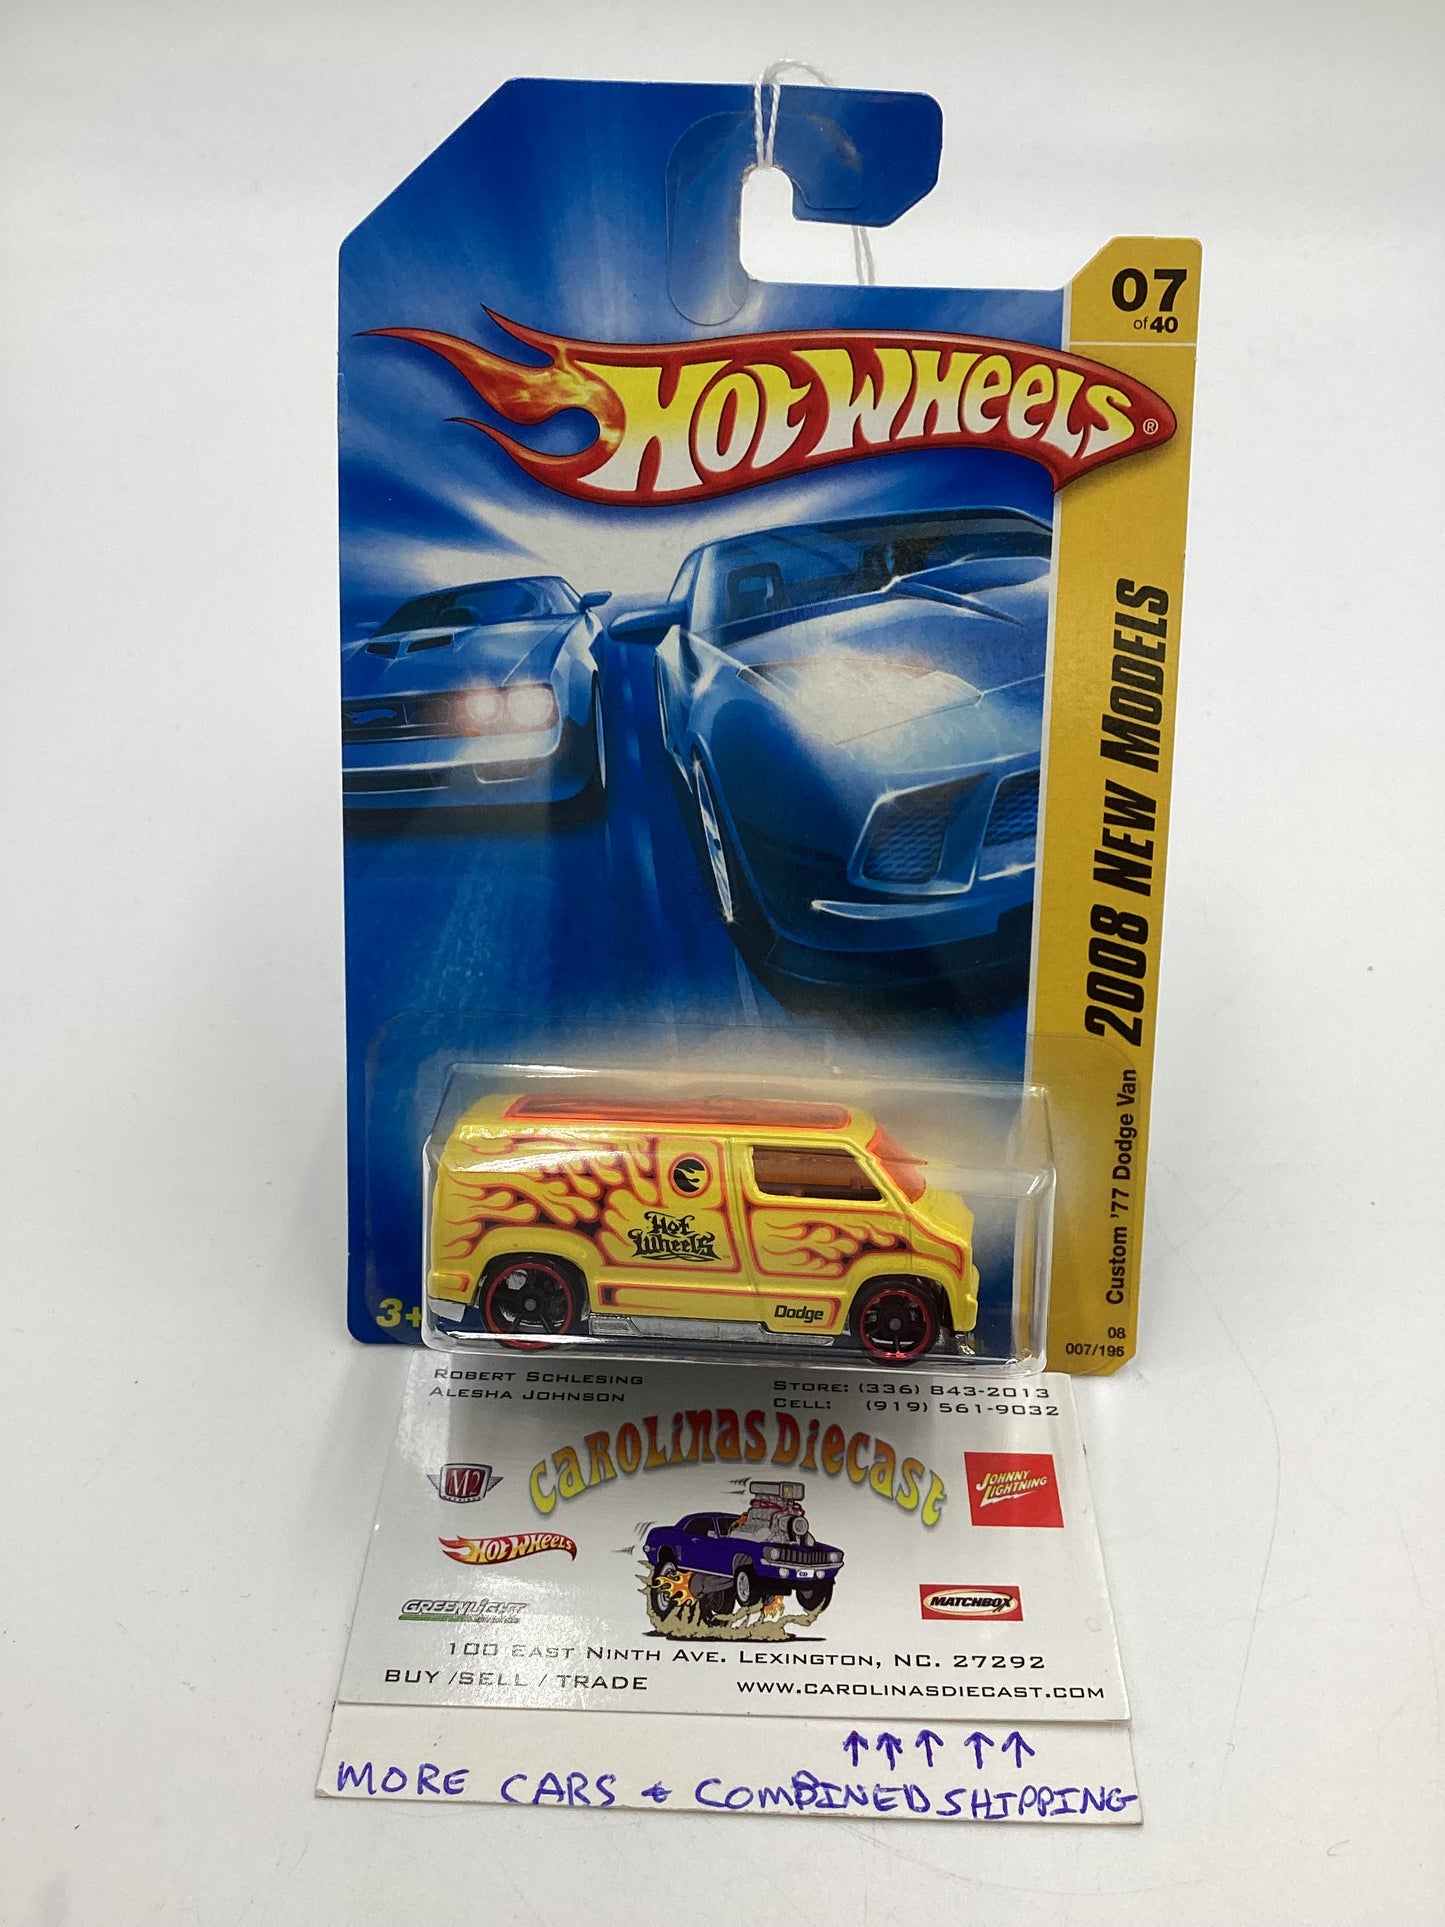 07
of 40
HOT WHEELS ®
2008 NEW MODELS
Custom '77 Dodge Van
08
007/196
3+
Hot
Wheels
Dodge
ROBERT SCHLESING
ALESHA JOHNSON
STORE: (336) 843-2013
CELL: (919) 561-9032
CAROLINAS DIECAST
M2
JOHNNY
LIGHTNING
HOT WHEELS
GREENLIGHT
MATCHBOX
100 EAST NINTH AVE. LEXINGTON, NC. 27292
BUY /SELL / TRADE
WWW.CAROLINASDIECAST.COM
↑↑↑ ↑↑
MORE CARS & COMBINED SHIPPING